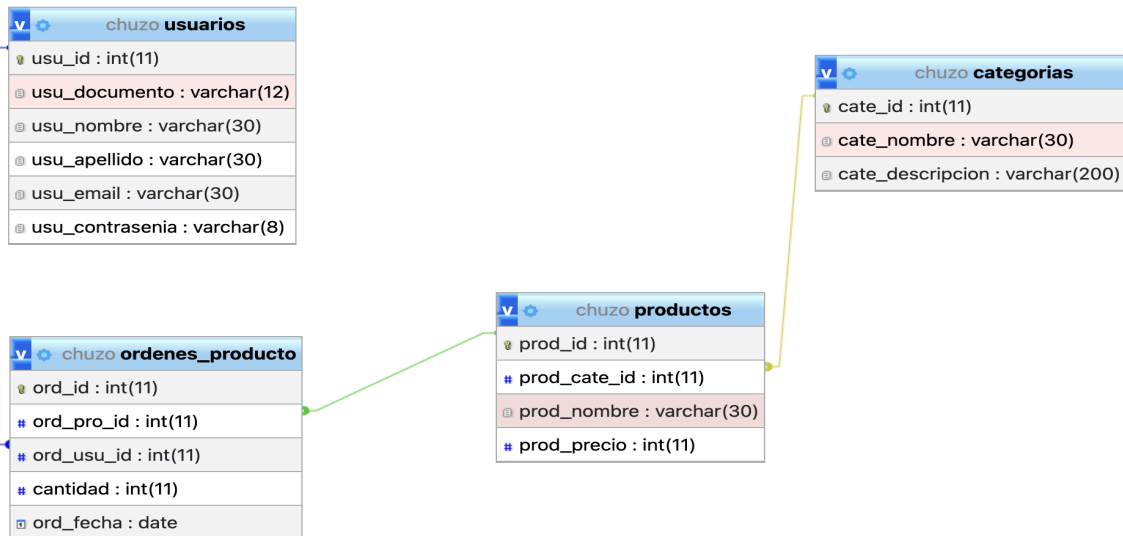 chuzo usuarios
usu_id : int(11)
usu_documento : varchar(12)
usu_nombre : varchar(30)
usu_apellido : varchar(30)
usu_email : varchar(30)
usu_contrasenia : varchar(8)
chuzo categorias
cate_id : int(11)
cate_nombre : varchar(30)
cate_descripcion : varchar(200)
chuzo ordenes_producto
ord_id : int(11)
ord_pro_id : int(11)
ord_usu_id : int(11)
cantidad : int(11)
ord_fecha : date
chuzo productos
prod_id : int(11)
prod_cate_id : int(11)
prod_nombre : varchar(30)
prod_precio : int(11)